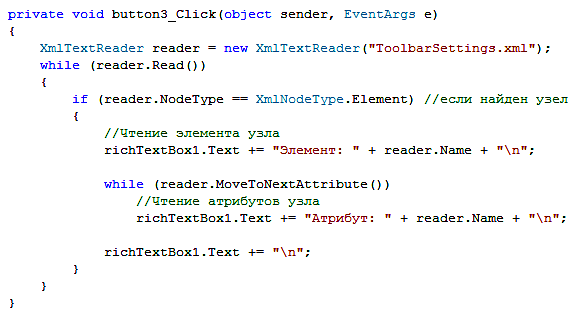 private void button3_Click(object sender, EventArgs e)
{
    XmlTextReader reader = new XmlTextReader("ToolbarSettings.xml");
    while (reader.Read())
    {
        if (reader.NodeType == XmlNodeType.Element) //если найден узел
        {
            //Чтение элемента узла
            richTextBox1.Text += "Элемент: " + reader.Name + "\n";

            while (reader.MoveToNextAttribute())
                //Чтение атрибутов узла
                richTextBox1.Text += "Атрибут: " + reader.Name + "\n";

            richTextBox1.Text += "\n";
        }
    }
}